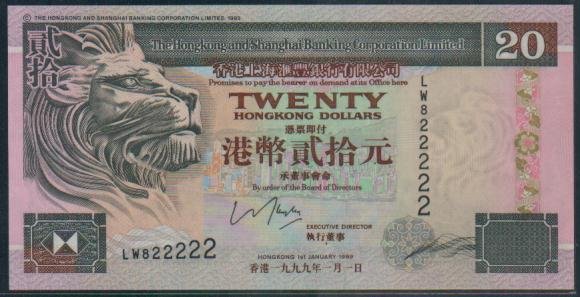 © THE HONGKONG AND SHANGHAI BANKING CORPORATION LIMITED 1993
貳拾
The Hongkong and Shanghai Banking Corporation Limited
20
香港上海滙豐銀行有限公司
Promises to pay the bearer on demand at its Office here
TWENTY
HONGKONG DOLLARS
憑票即付
港幣貳拾元
承董事會命
By order of the Board of Directors
LW822222
EXECUTIVE DIRECTOR
執行董事
LW822222
HONGKONG 1st JANUARY 1999
香港一九九九年一月一日